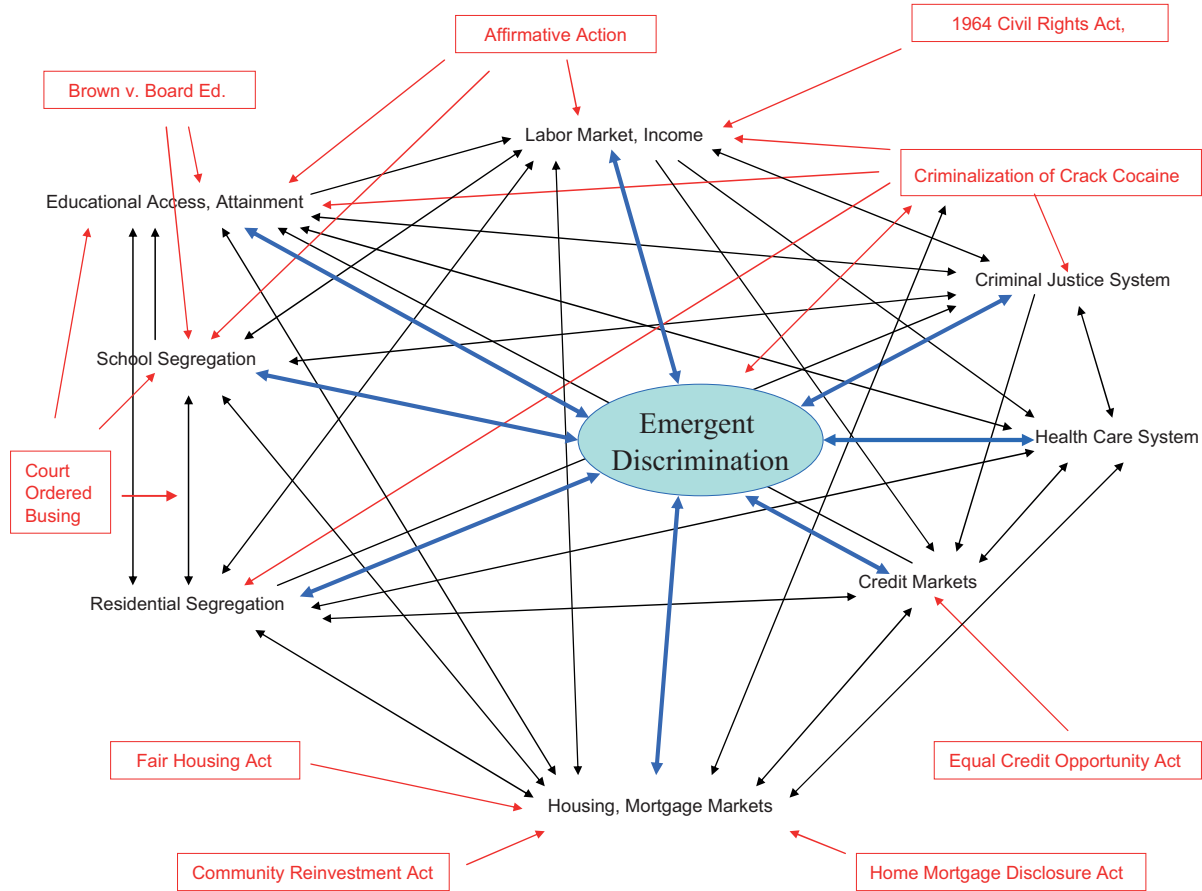 Affirmative Action
1964 Civil Rights Act,
Brown v. Board Ed.
Labor Market, Income
Criminalization of Crack Cocaine
Educational Access, Attainment
Criminal Justice System
School Segregation
Emergent
Discrimination
Health Care System
Court
Ordered
Busing
Credit Markets
Residential Segregation
Fair Housing Act
Equal Credit Opportunity Act
Housing, Mortgage Markets
Community Reinvestment Act
Home Mortgage Disclosure Act